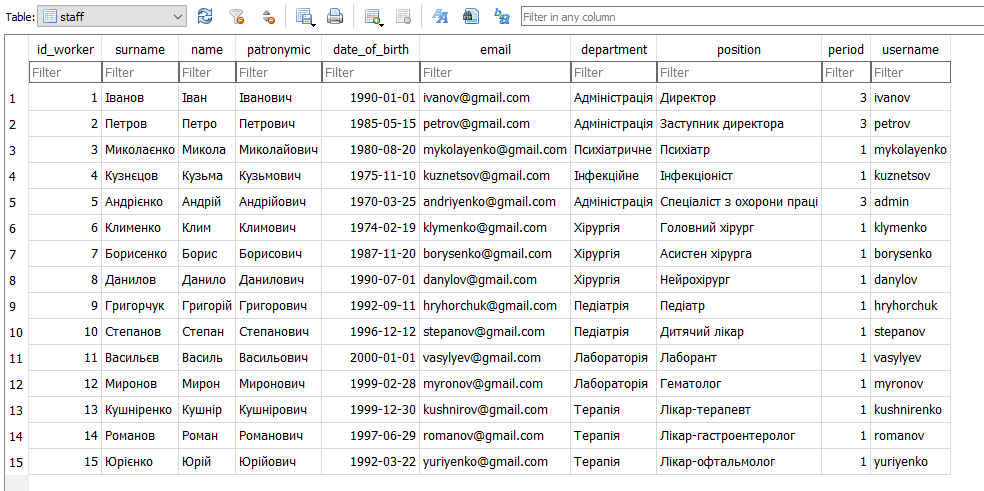 Table: staff Filter in any column
id_worker surname name patronymic date_of_birth email department position period username
Filter Filter Filter Filter Filter Filter Filter Filter Filter Filter
1 1 Іванов Іван Іванович 1990-01-01 ivanov@gmail.com Адміністрація Директор 3 ivanov
2 2 Петров Петро Петрович 1985-05-15 petrov@gmail.com Адміністрація Заступник директора 3 petrov
3 3 Миколаєнко Микола Миколайович 1980-08-20 mykolayenko@gmail.com Психіатричне Психіатр 1 mykolayenko
4 4 Кузнєцов Кузьма Кузьмович 1975-11-10 kuznetsov@gmail.com Інфекційне Інфекціоніст 1 kuznetsov
5 5 Андрієнко Андрій Андрійович 1970-03-25 andriyenko@gmail.com Адміністрація Спеціаліст з охорони праці 3 admin
6 6 Клименко Клим Климович 1974-02-19 klymenko@gmail.com Хірургія Головний хірург 1 klymenko
7 7 Борисенко Борис Борисович 1987-11-20 borysenko@gmail.com Хірургія Асистен хірурга 1 borysenko
8 8 Данилов Данило Данилович 1990-07-01 danylov@gmail.com Хірургія Нейрохірург 1 danylov
9 9 Григорчук Григорій Григорович 1992-09-11 hryhorchuk@gmail.com Педіатрія Педіатр 1 hryhorchuk
10 10 Степанов Степан Степанович 1996-12-12 stepanov@gmail.com Педіатрія Дитячий лікар 1 stepanov
11 11 Васильєв Василь Васильович 2000-01-01 vasylyev@gmail.com Лабораторія Лаборант 1 vasylyev
12 12 Миронов Мирон Миронович 1999-02-28 myronov@gmail.com Лабораторія Гематолог 1 myronov
13 13 Кушніренко Кушнір Кушнірович 1999-12-30 kushnirov@gmail.com Терапія Лікар-терапевт 1 kushnirenko
14 14 Романов Роман Романович 1997-06-29 romanov@gmail.com Терапія Лікар-гастроентеролог 1 romanov
15 15 Юрієнко Юрій Юрійович 1992-03-22 yuriyenko@gmail.com Терапія Лікар-офтальмолог 1 yuriyenko